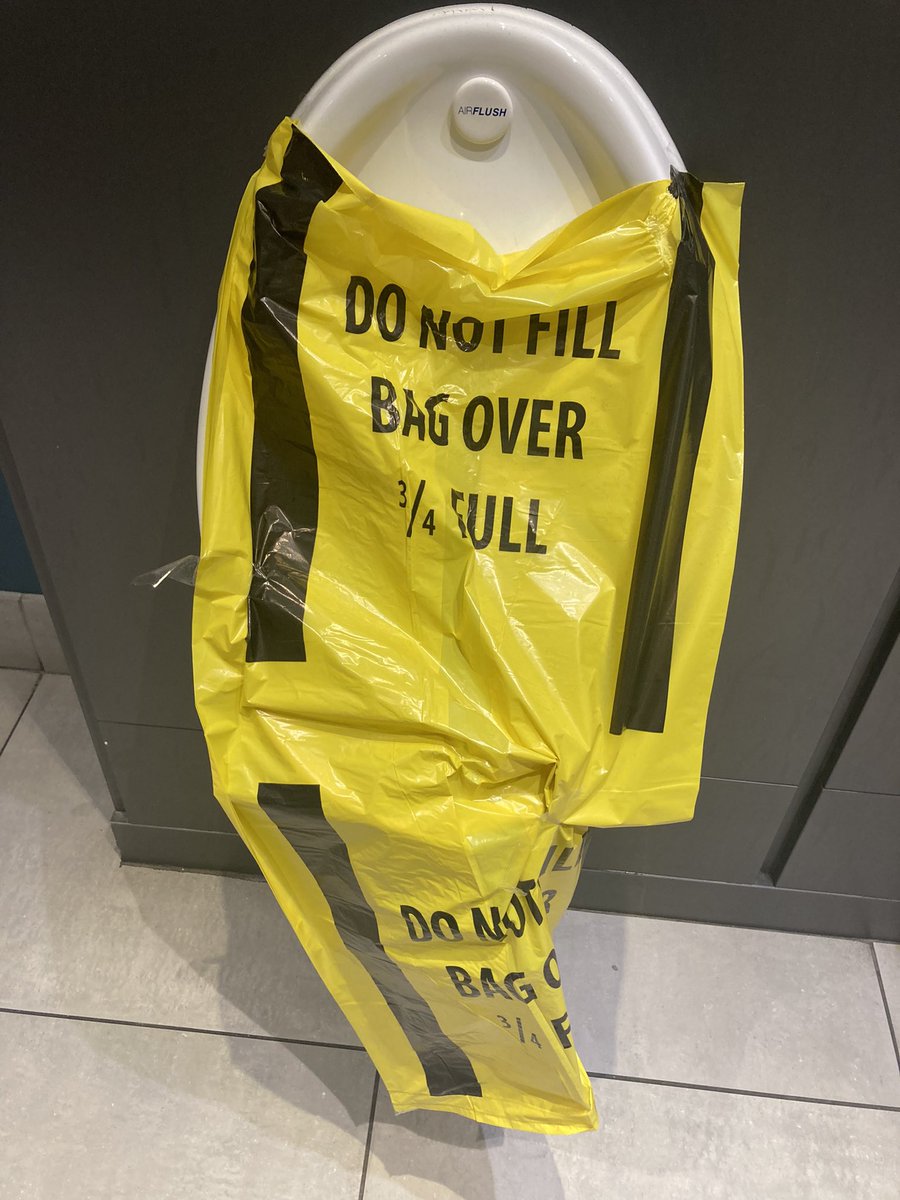 AIRFLUSH
DO NOT FILL
BAG OVER
3/4 FULL
DO NOT
BAG O
3/4 F